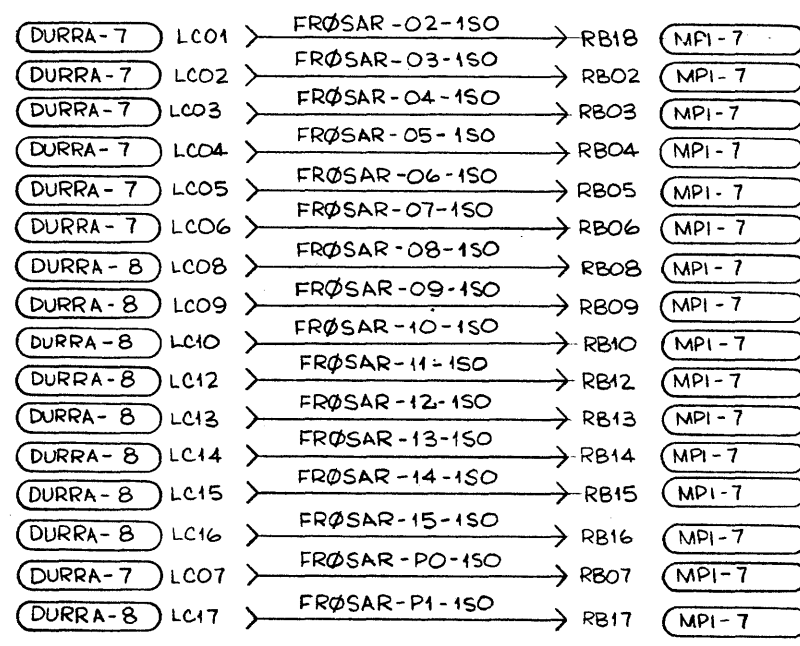 DURRA-7 LC01 FRØSAR-02-1SO RB18 MPI-7
DURRA-7 LC02 FRØSAR-03-1SO RB02 MPI-7
DURRA-7 LC03 FRØSAR-04-1SO RB03 MPI-7
DURRA-7 LC04 FRØSAR-05-1SO RB04 MPI-7
DURRA-7 LC05 FRØSAR-06-1SO RB05 MPI-7
DURRA-7 LC06 FRØSAR-07-1SO RB06 MPI-7
DURRA-8 LC08 FRØSAR-08-1SO RB08 MPI-7
DURRA-8 LC09 FRØSAR-09-1SO RB09 MPI-7
DURRA-8 LC10 FRØSAR-10-1SO RB10 MPI-7
DURRA-8 LC12 FRØSAR-11-1SO RB12 MPI-7
DURRA-8 LC13 FRØSAR-12-1SO RB13 MPI-7
DURRA-8 LC14 FRØSAR-13-1SO RB14 MPI-7
DURRA-8 LC15 FRØSAR-14-1SO RB15 MPI-7
DURRA-8 LC16 FRØSAR-15-1SO RB16 MPI-7
DURRA-7 LC07 FRØSAR-PO-1SO RB07 MPI-7
DURRA-8 LC17 FRØSAR-P1-1SO RB17 MPI-7